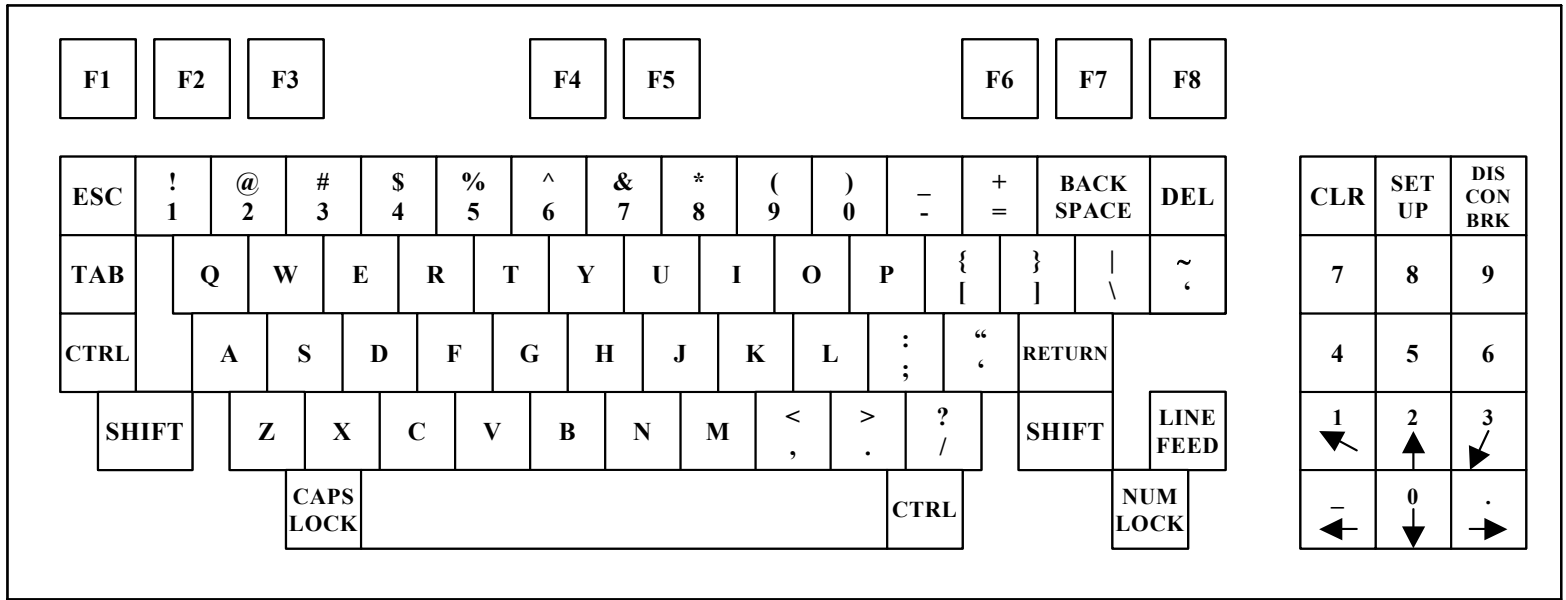 F1 F2 F3 F4 F5 F6 F7 F8
! @ # $ % ^ & * ( ) _ + BACK DIS
ESC DEL CLR SET CON
1 2 3 4 5 6 7 8 9 0 - = SPACE UP BRK
{ } | ~
TAB Q W E R T Y U I O P 7 8 9
[ ] \ ‘
: “
CTRL A S D F G H J K L RETURN 4 5 6
; ‘
< > ? LINE 1 2 3
SHIFT Z X C V B N M SHIFT
, . / FEED
CAPS NUM _ 0 .
CTRL
LOCK LOCK